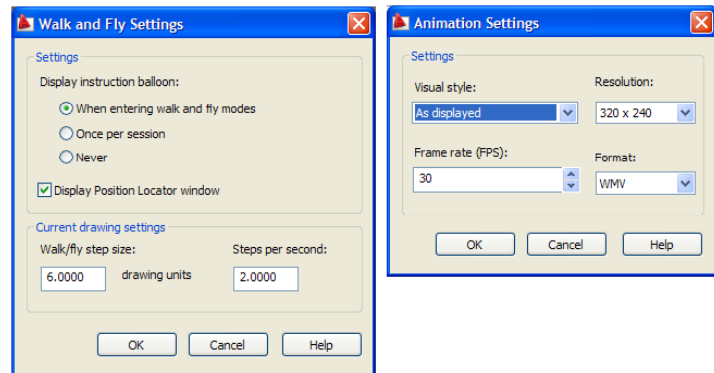 Walk and Fly Settings
Settings
Display instruction balloon:
When entering walk and fly modes
Once per session
Never
Display Position Locator window
Current drawing settings
Walk/fly step size:
Steps per second:
6.0000
drawing units
2.0000
OK
Cancel
Help
Animation Settings
Settings
Visual style:
Resolution:
As displayed
320 x 240
Frame rate (FPS):
Format:
30
WMV
OK
Cancel
Help